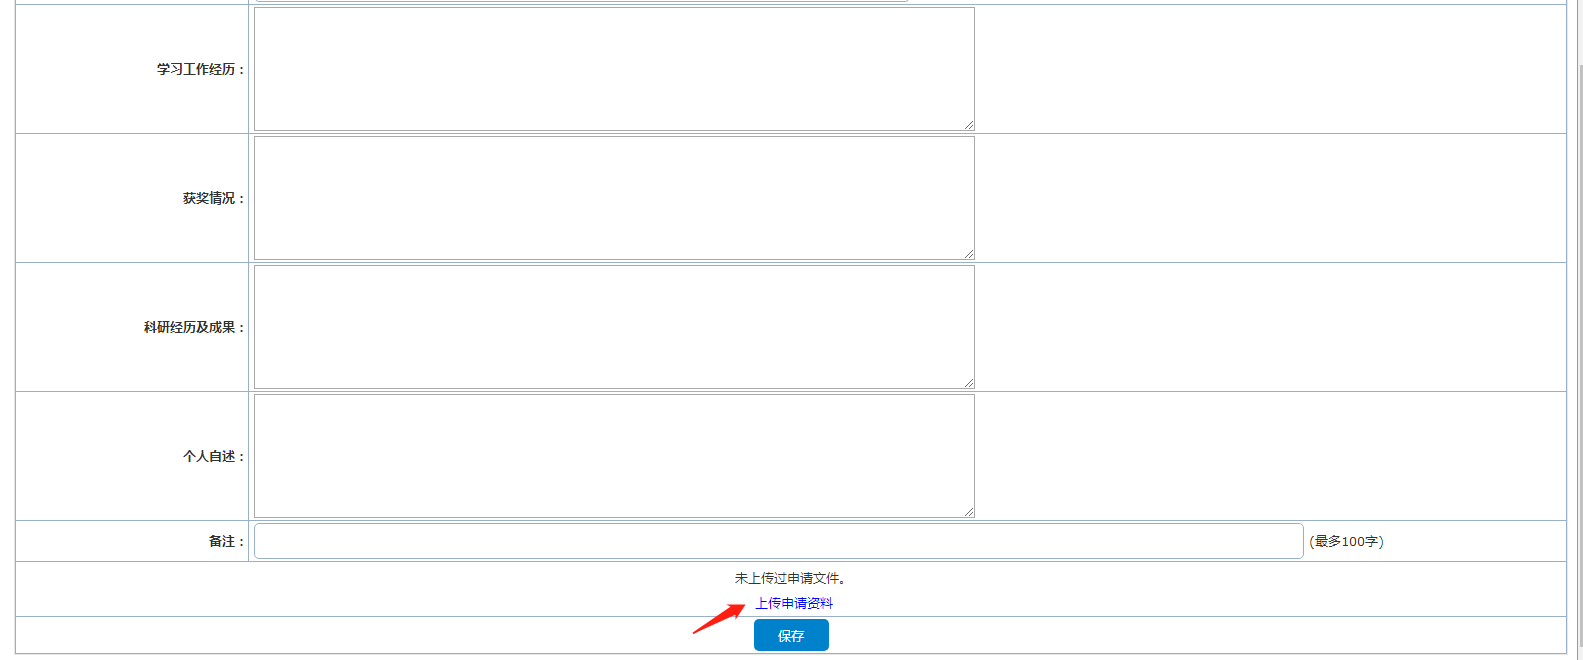 学习工作经历：
获奖情况：
科研经历及成果：
个人自述：
备注： (最多100字)
未上传过申请文件。
上传申请资料
保存